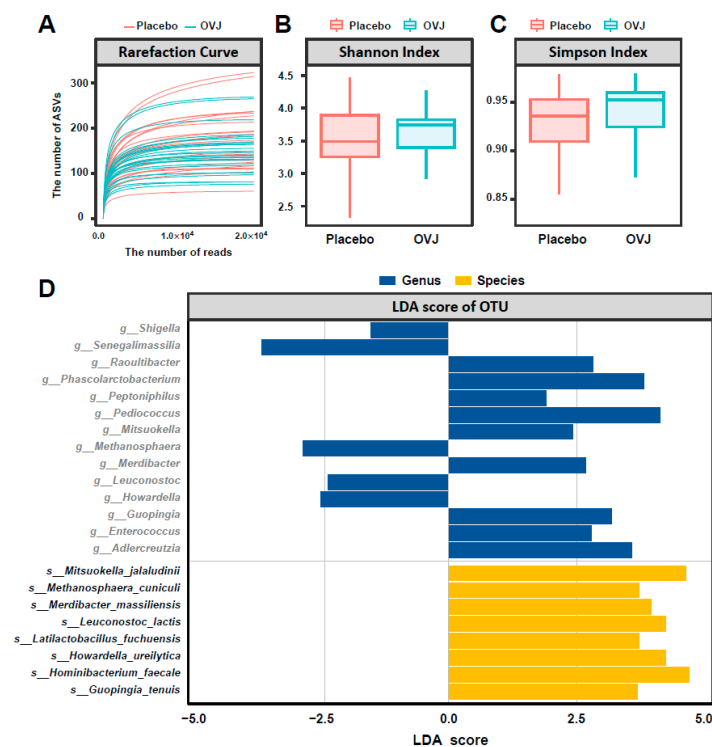 A
Placebo OVJ
Rarefaction Curve
The number of ASVs
300
200
100
0
0.0 1.0×10⁴ 2.0×10⁴
The number of reads
B
Placebo OVJ
Shannon Index
4.5
4.0
3.5
3.0
2.5
Placebo OVJ
C
Placebo OVJ
Simpson Index
0.95
0.90
0.85
Placebo OVJ
D
Genus Species
LDA score of OTU
g__Shigella
g__Senegalimassilia
g__Raoultibacter
g__Phascolarctobacterium
g__Peptoniphilus
g__Pediococcus
g__Mitsuokella
g__Methanosphaera
g__Merdibacter
g__Leuconostoc
g__Howardella
g__Guopingia
g__Enterococcus
g__Adlercreutzia
s__Mitsuokella_jalaludinii
s__Methanosphaera_cuniculi
s__Merdibacter_massiliensis
s__Leuconostoc_lactis
s__Latilactobacillus_fuchuensis
s__Howardella_ureilytica
s__Hominibacterium_faecale
s__Guopingia_tenuis
−5.0 −2.5 0.0 2.5 5.0
LDA score